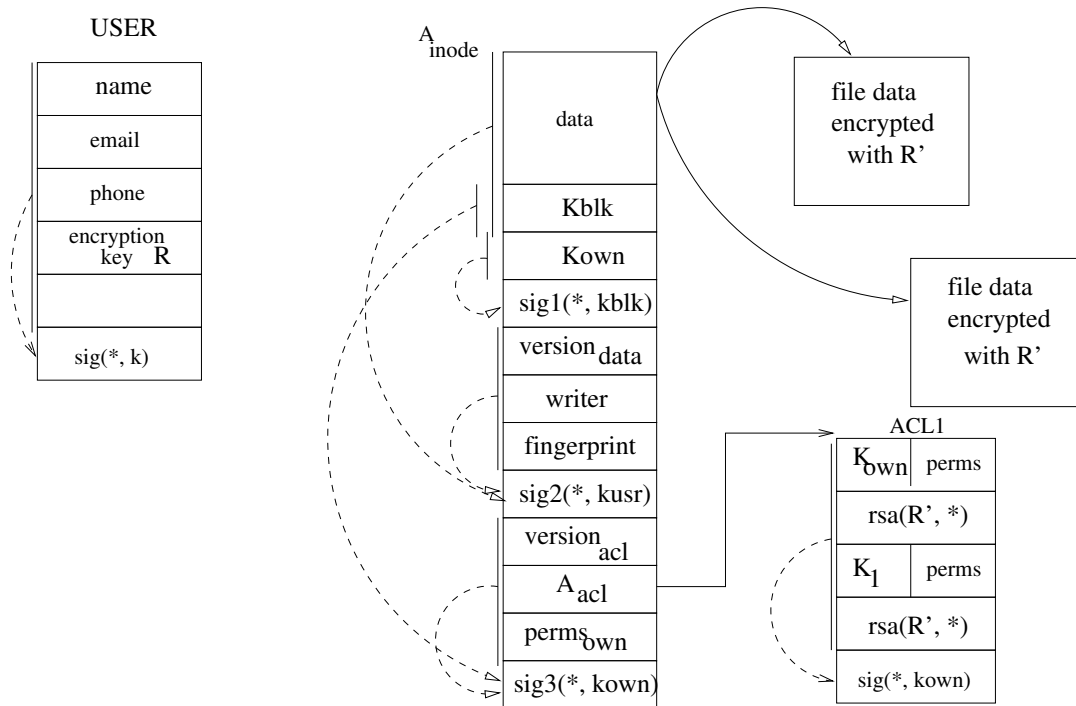 USER
name
email
phone
encryption
key R
sig(*, k)
A
inode
data
Kblk
Kown
sig1(*, kblk)
version data
writer
fingerprint
sig2(*, kusr)
version acl
A acl
perms own
sig3(*, kown)
file data
encrypted
with R’
file data
encrypted
with R’
ACL1
K own perms
rsa(R’, *)
K 1 perms
rsa(R’, *)
sig(*, kown)